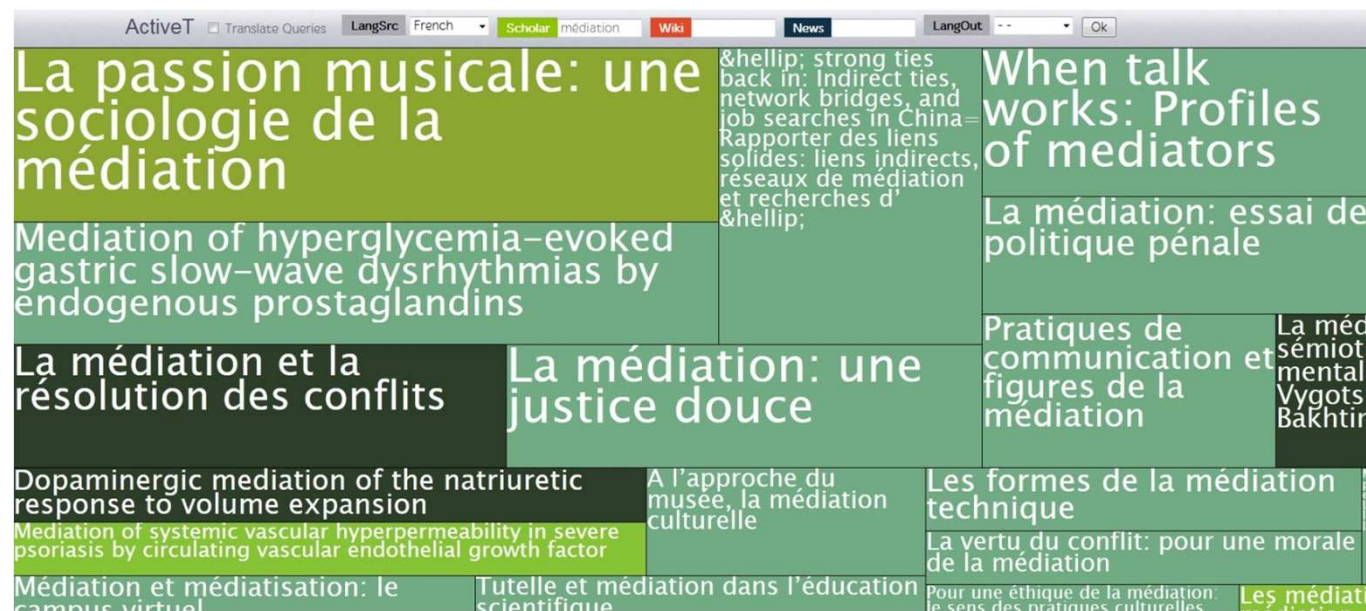 ActiveT Translate Queries LangSrc French Scholar médiation Wiki News LangOut -- Ok
La passion musicale: une
sociologie de la
médiation
&hellip; strong ties
back in: Indirect ties,
network bridges, and
job searches in China=
Rapporter des liens
solides: liens indirects,
réseaux de médiation
et recherches d'
&hellip;
When talk
works: Profiles
of mediators
La médiation: essai de
politique pénale
Mediation of hyperglycemia-evoked
gastric slow-wave dysrhythmias by
endogenous prostaglandins
La médiation et la
résolution des conflits
La médiation: une
justice douce
Pratiques de
communication et
figures de la
médiation
La méd
sémiot
mental
Vygots
Bakhtin
Dopaminergic mediation of the natriuretic
response to volume expansion
Mediation of systemic vascular hyperpermeability in severe
psoriasis by circulating vascular endothelial growth factor
A l'approche du
musée, la médiation
culturelle
Les formes de la médiation
technique
La vertu du conflit: pour une morale
de la médiation
Médiation et médiatisation: le
campus virtuel
Tutelle et médiation dans l'éducation
scientifique
Pour une éthique de la médiation:
le sens des pratiques culturelles
Les médiat